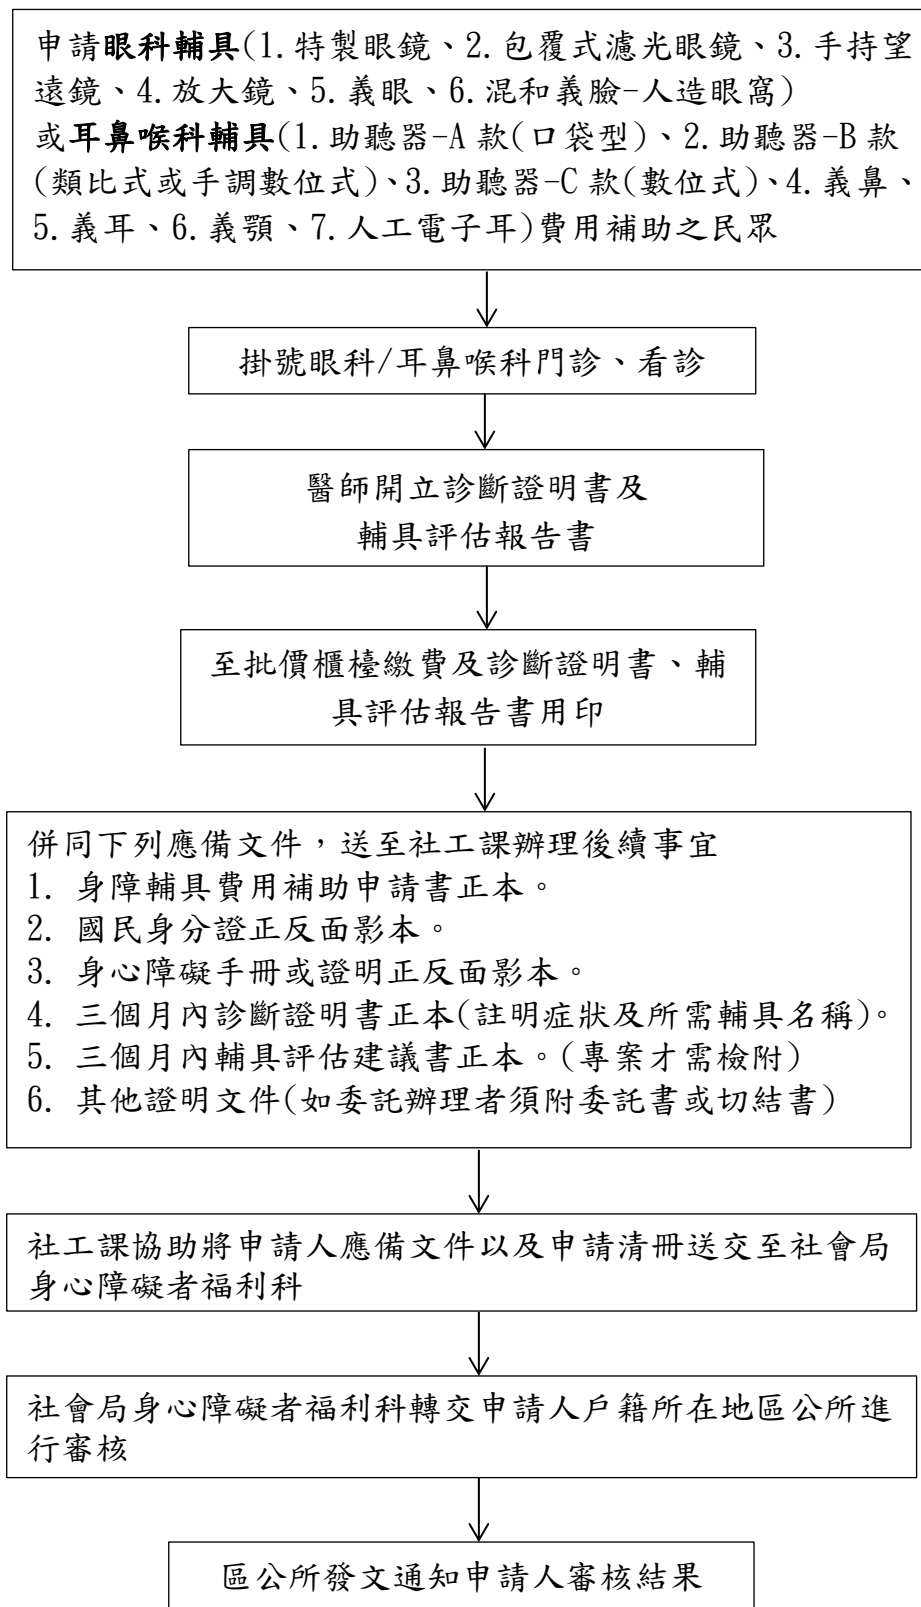 申請眼科輔具(1.特製眼鏡、2.包覆式濾光眼鏡、3.手持望
遠鏡、4.放大鏡、5.義眼、6.混和義臉-人造眼窩)
或耳鼻喉科輔具(1.助聽器-A 款(口袋型)、2.助聽器-B 款
(類比式或手調數位式)、3.助聽器-C 款(數位式)、4.義鼻、
5.義耳、6.義顎、7.人工電子耳)費用補助之民眾
掛號眼科/耳鼻喉科門診、看診
醫師開立診斷證明書及
輔具評估報告書
至批價櫃檯繳費及診斷證明書、輔
具評估報告書用印
併同下列應備文件，送至社工課辦理後續事宜
1. 身障輔具費用補助申請書正本。
2. 國民身分證正反面影本。
3. 身心障礙手冊或證明正反面影本。
4. 三個月內診斷證明書正本(註明症狀及所需輔具名稱)。
5. 三個月內輔具評估建議書正本。(專案才需檢附)
6. 其他證明文件(如委託辦理者須附委託書或切結書)
社工課協助將申請人應備文件以及申請清冊送交至社會局
身心障礙者福利科
社會局身心障礙者福利科轉交申請人戶籍所在地區公所進
行審核
區公所發文通知申請人審核結果